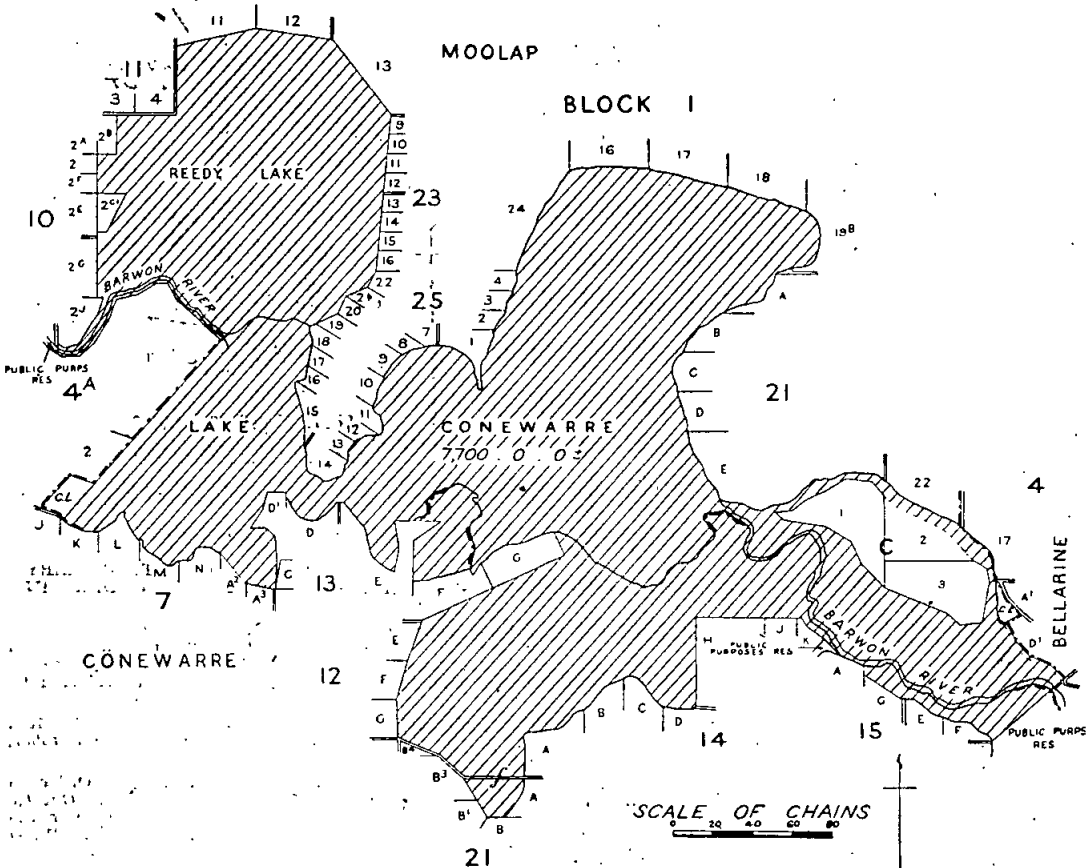 11 12
13
MOOLAP
BLOCK 1
11
3 4
9
10
11
12
13
14
15
16
22
2A 2B
2
2F
2E 2C1
2G
2J
10
REEDY LAKE
23
BARWON RIVER
16 17
18
19B
24
4
3
2
1
25
20
19
18
17
16
15
14
13
12
11
10
9
8
7
PUBLIC PURPS
RES
4A
2
C.L
LAKE CONEWARRE
7,700 . 0 . 0 ±
A
B
C
D
E
21
J
K
L
M
N
A2
A3
C
D1
D
E
7
13
F
G
CONEWARRE
12
E
F
G
B4
B3
B1
B
A
A
B
C
D
14
21
H PUBLIC
PURPOSES RES
J
K
BARWON RIVER
A
G
E
F
15
1
2
C
3
22
4
17
A1
C.L
D1
BELLARINE
PUBLIC PURPS
RES
SCALE OF CHAINS
0 20 40 60 80